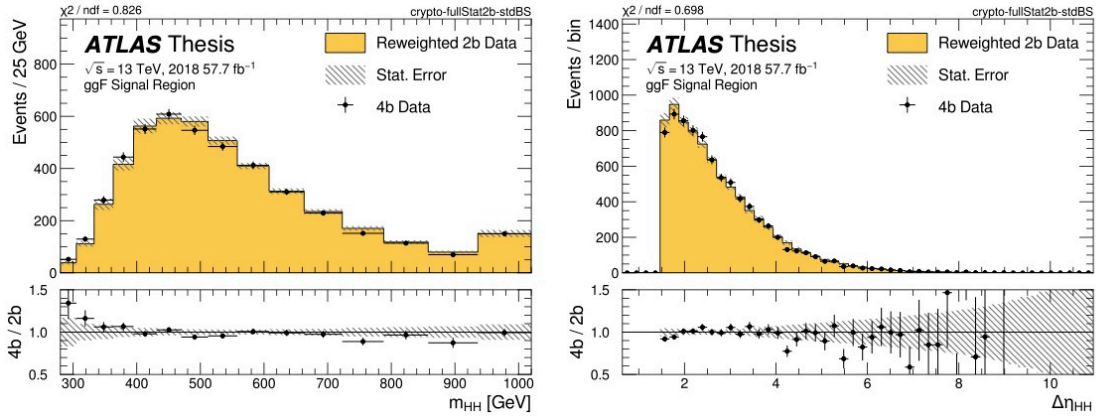 χ2 / ndf = 0.826 crypto-fullStat2b-stdBS
Events / 25 GeV
ATLAS Thesis
√s = 13 TeV, 2018 57.7 fb⁻¹
ggF Signal Region
Reweighted 2b Data
Stat. Error
4b Data
800
600
400
200
0
4b / 2b
1.5
1.0
0.5
300 400 500 600 700 800 900 1000
m_HH [GeV]
χ2 / ndf = 0.698 crypto-fullStat2b-stdBS
Events / bin
ATLAS Thesis
√s = 13 TeV, 2018 57.7 fb⁻¹
ggF Signal Region
Reweighted 2b Data
Stat. Error
4b Data
1400
1200
1000
800
600
400
200
0
4b / 2b
1.5
1.0
0.5
2 4 6 8 10
Δη_HH